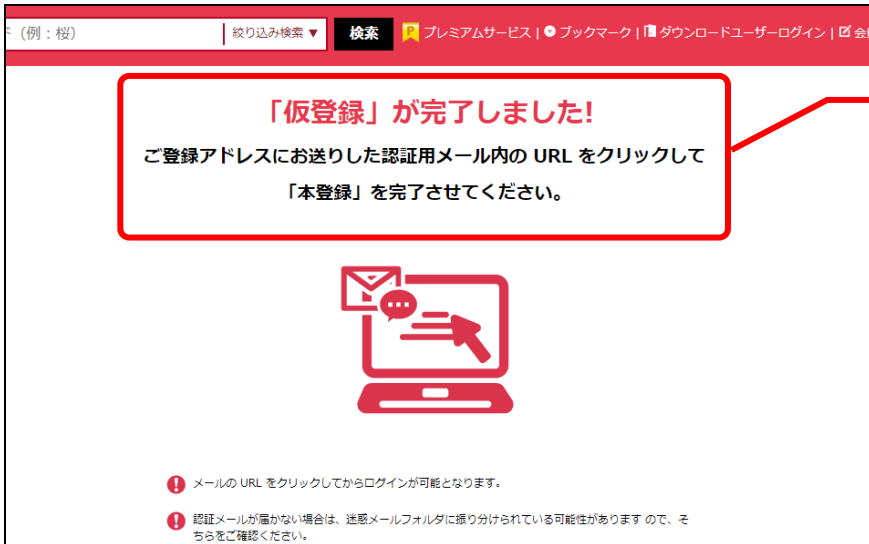 ド（例：桜） 絞り込み検索 ▼ 検索 P プレミアムサービス | ブックマーク | ダウンロードユーザーログイン | 会
「仮登録」が完了しました!
ご登録アドレスにお送りした認証用メール内の URL をクリックして
「本登録」を完了させてください。
メールの URL をクリックしてからログインが可能となります。
認証メールが届かない場合は、迷惑メールフォルダに振り分けられている可能性があります ので、そ
ちらをご確認ください。